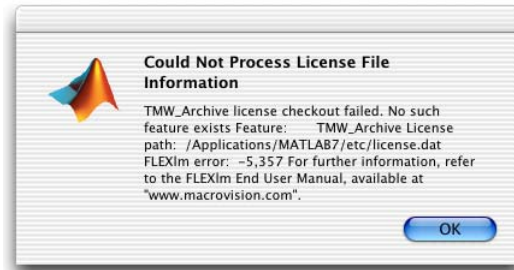 Could Not Process License File
Information
TMW_Archive license checkout failed. No such
feature exists Feature: TMW_Archive License
path: /Applications/MATLAB7/etc/license.dat
FLEXlm error: -5,357 For further information, refer
to the FLEXlm End User Manual, available at
"www.macrovision.com".
OK